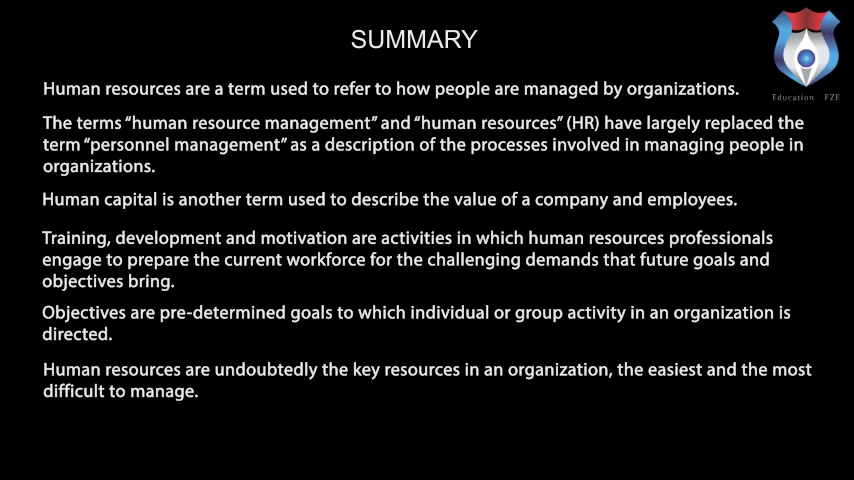 SUMMARY
Education FZE
Human resources are a term used to refer to how people are managed by organizations.
The terms “human resource management” and “human resources” (HR) have largely replaced the
term “personnel management” as a description of the processes involved in managing people in
organizations.
Human capital is another term used to describe the value of a company and employees.
Training, development and motivation are activities in which human resources professionals
engage to prepare the current workforce for the challenging demands that future goals and
objectives bring.
Objectives are pre-determined goals to which individual or group activity in an organization is
directed.
Human resources are undoubtedly the key resources in an organization, the easiest and the most
difficult to manage.